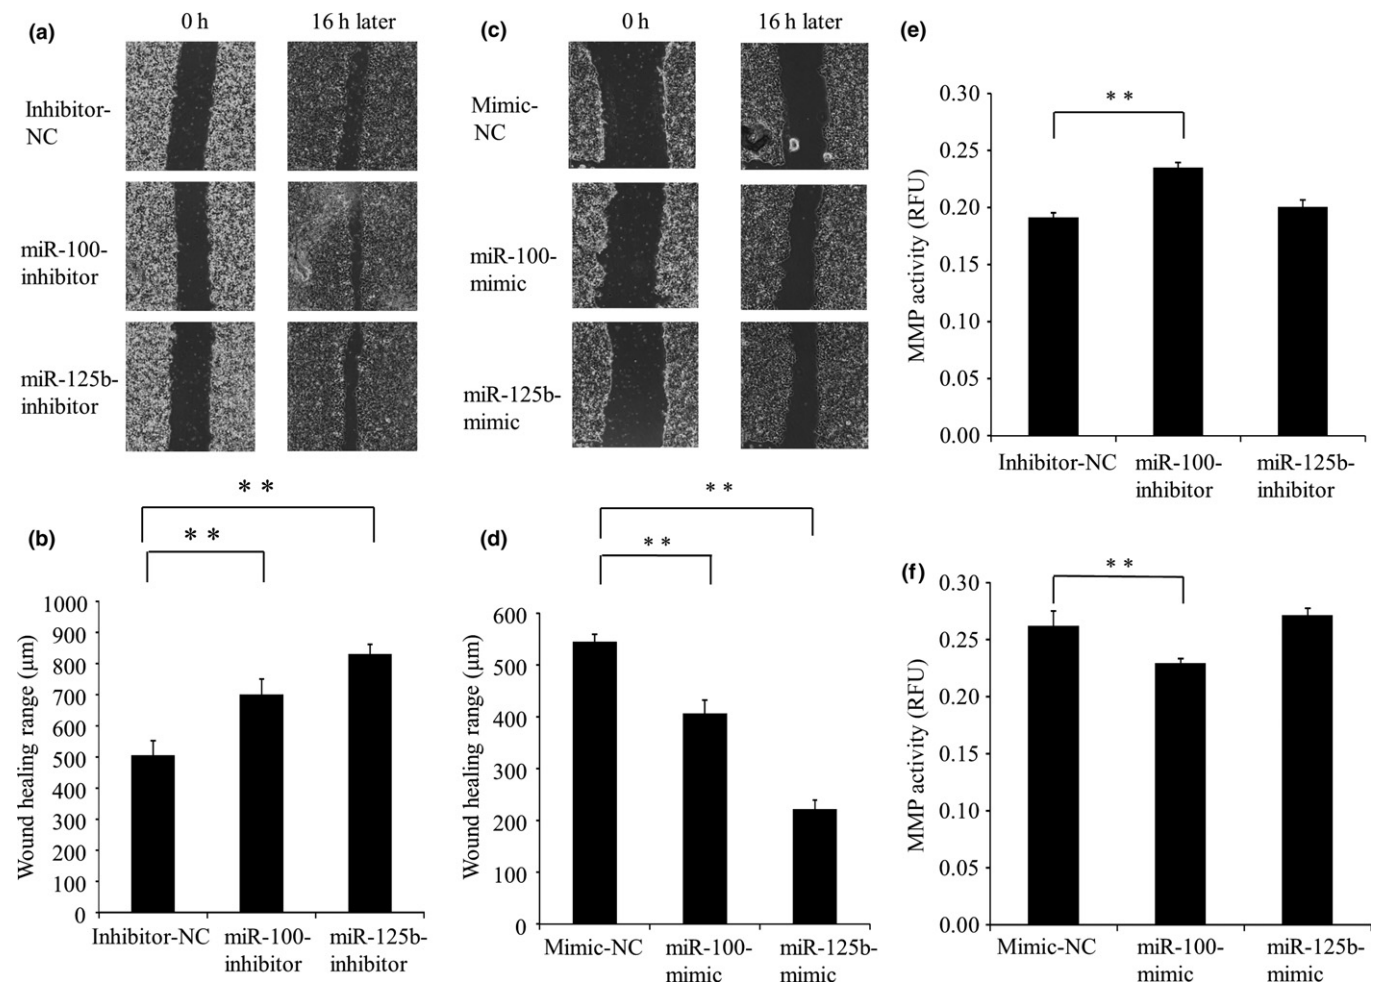 (a)
0 h
16 h later
Inhibitor-
NC
miR-100-
inhibitor
miR-125b-
inhibitor
(b)
* *
* *
Wound healing range (μm)
1000
900
800
700
600
500
400
300
200
100
0
Inhibitor-NC
miR-100-
inhibitor
miR-125b-
inhibitor
(c)
0 h
16 h later
Mimic-
NC
miR-100-
mimic
miR-125b-
mimic
(d)
* *
* *
Wound healing range (μm)
600
500
400
300
200
100
0
Mimic-NC
miR-100-
mimic
miR-125b-
mimic
(e)
* *
MMP activity (RFU)
0.30
0.25
0.20
0.15
0.10
0.05
0.00
Inhibitor-NC
miR-100-
inhibitor
miR-125b-
inhibitor
(f)
* *
MMP activity (RFU)
0.30
0.25
0.20
0.15
0.10
0.05
0.00
Mimic-NC
miR-100-
mimic
miR-125b-
mimic